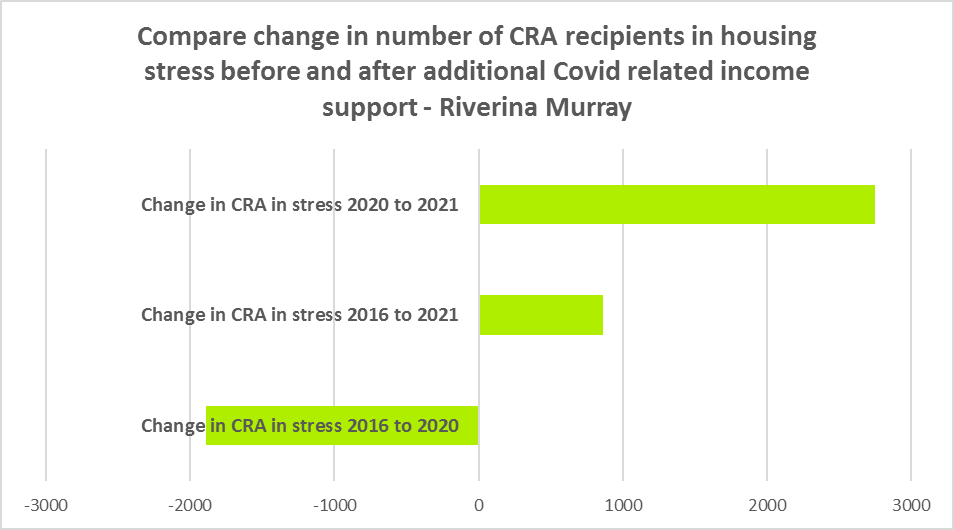 Compare change in number of CRA recipients in housing
stress before and after additional Covid related income
support - Riverina Murray
Change in CRA in stress 2020 to 2021
Change in CRA in stress 2016 to 2021
Change in CRA in stress 2016 to 2020
-3000 -2000 -1000 0 1000 2000 3000